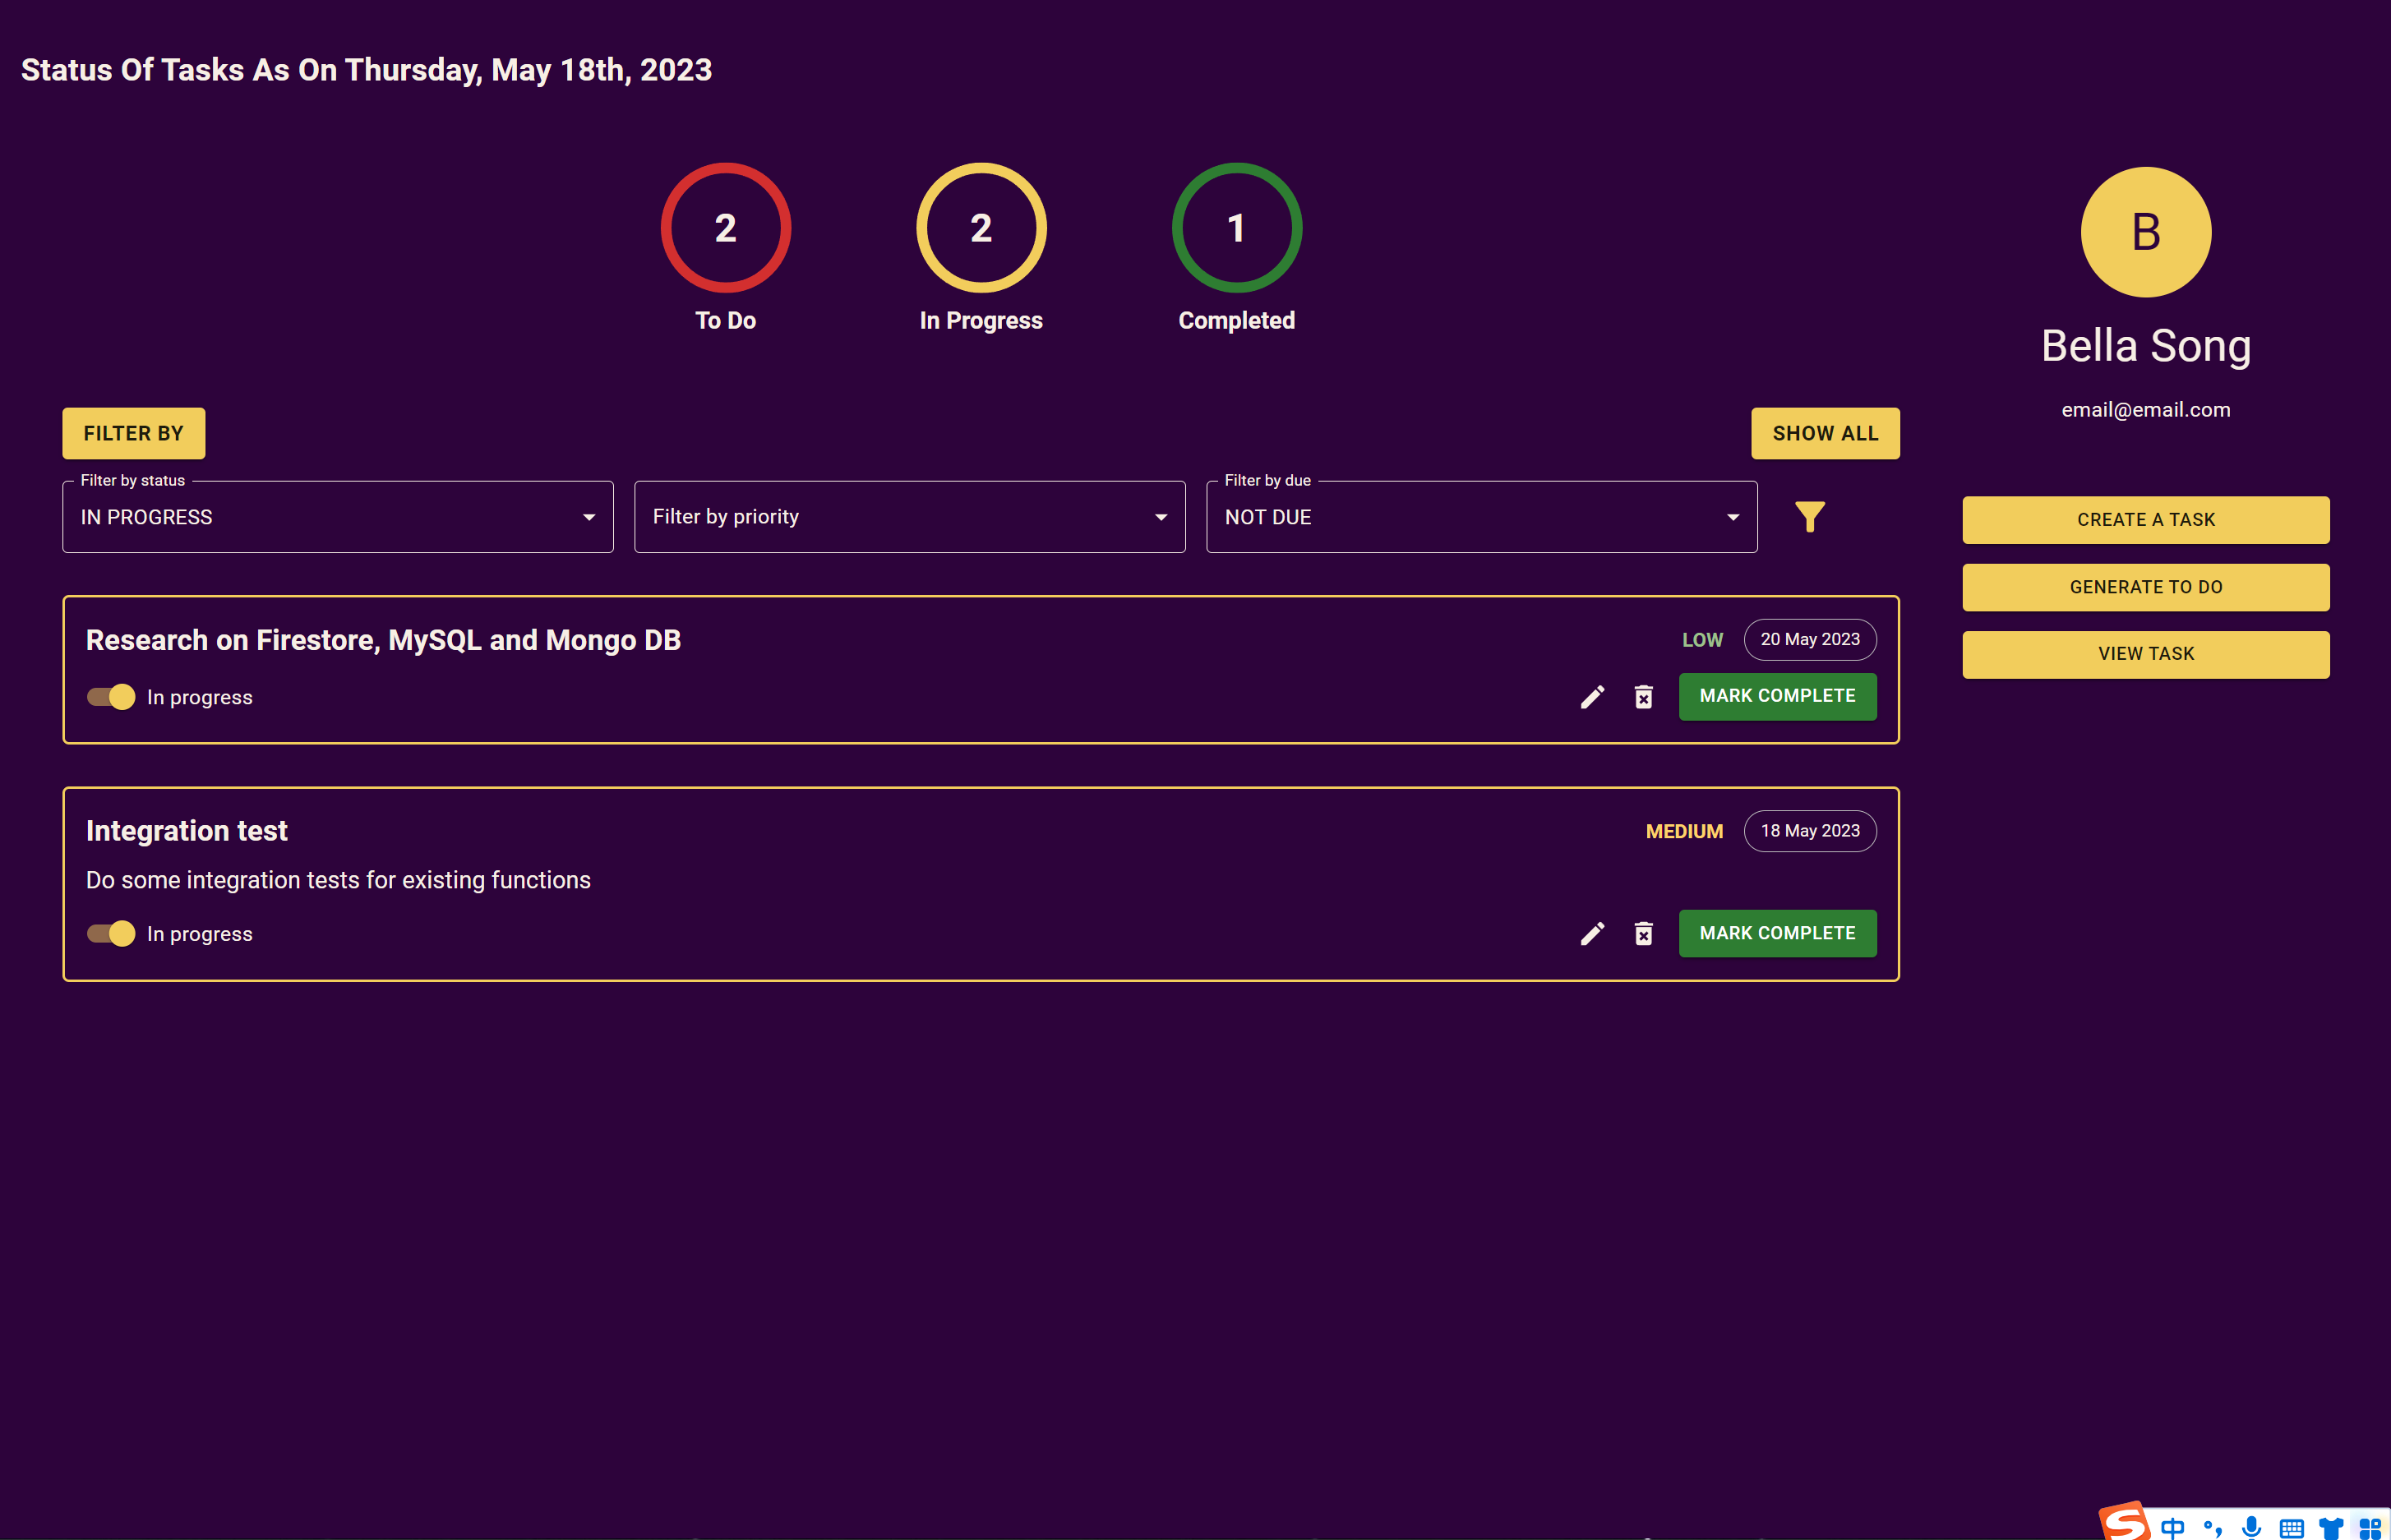 Status Of Tasks As On Thursday, May 18th, 2023
2
2
1
To Do
In Progress
Completed
B
Bella Song
email@email.com
FILTER BY
SHOW ALL
Filter by status
IN PROGRESS
Filter by priority
Filter by due
NOT DUE
CREATE A TASK
GENERATE TO DO
VIEW TASK
Research on Firestore, MySQL and Mongo DB
LOW
20 May 2023
In progress
MARK COMPLETE
Integration test
MEDIUM
18 May 2023
Do some integration tests for existing functions
In progress
MARK COMPLETE
S
中